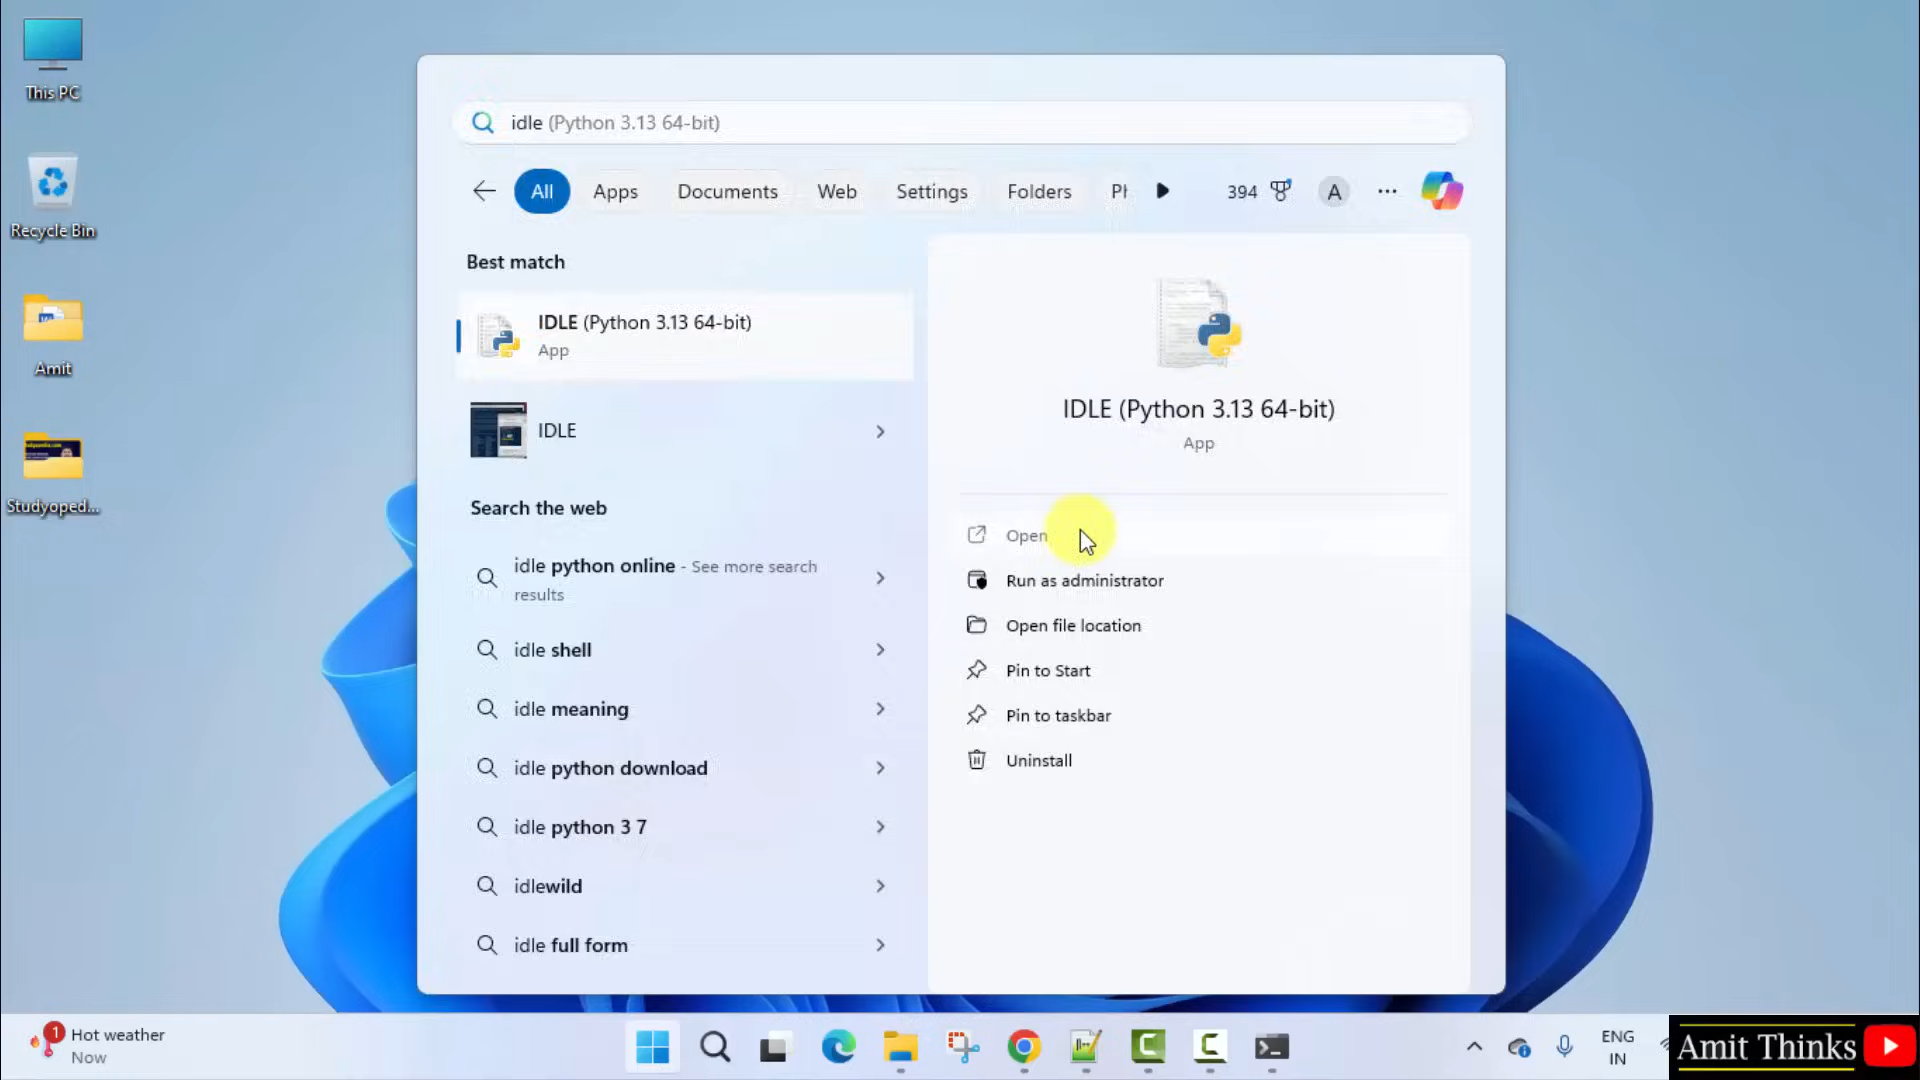 This PC
Recycle Bin
Amit
Studyoped...
idle (Python 3.13 64-bit)
All
Apps
Documents
Web
Settings
Folders
394
A
Best match
IDLE (Python 3.13 64-bit)
App
IDLE
Search the web
idle python online - See more search
results
idle shell
idle meaning
idle python download
idle python 3 7
idlewild
idle full form
IDLE (Python 3.13 64-bit)
App
Open
Run as administrator
Open file location
Pin to Start
Pin to taskbar
Uninstall
1
Hot weather
Now
ENG
IN
Amit Thinks